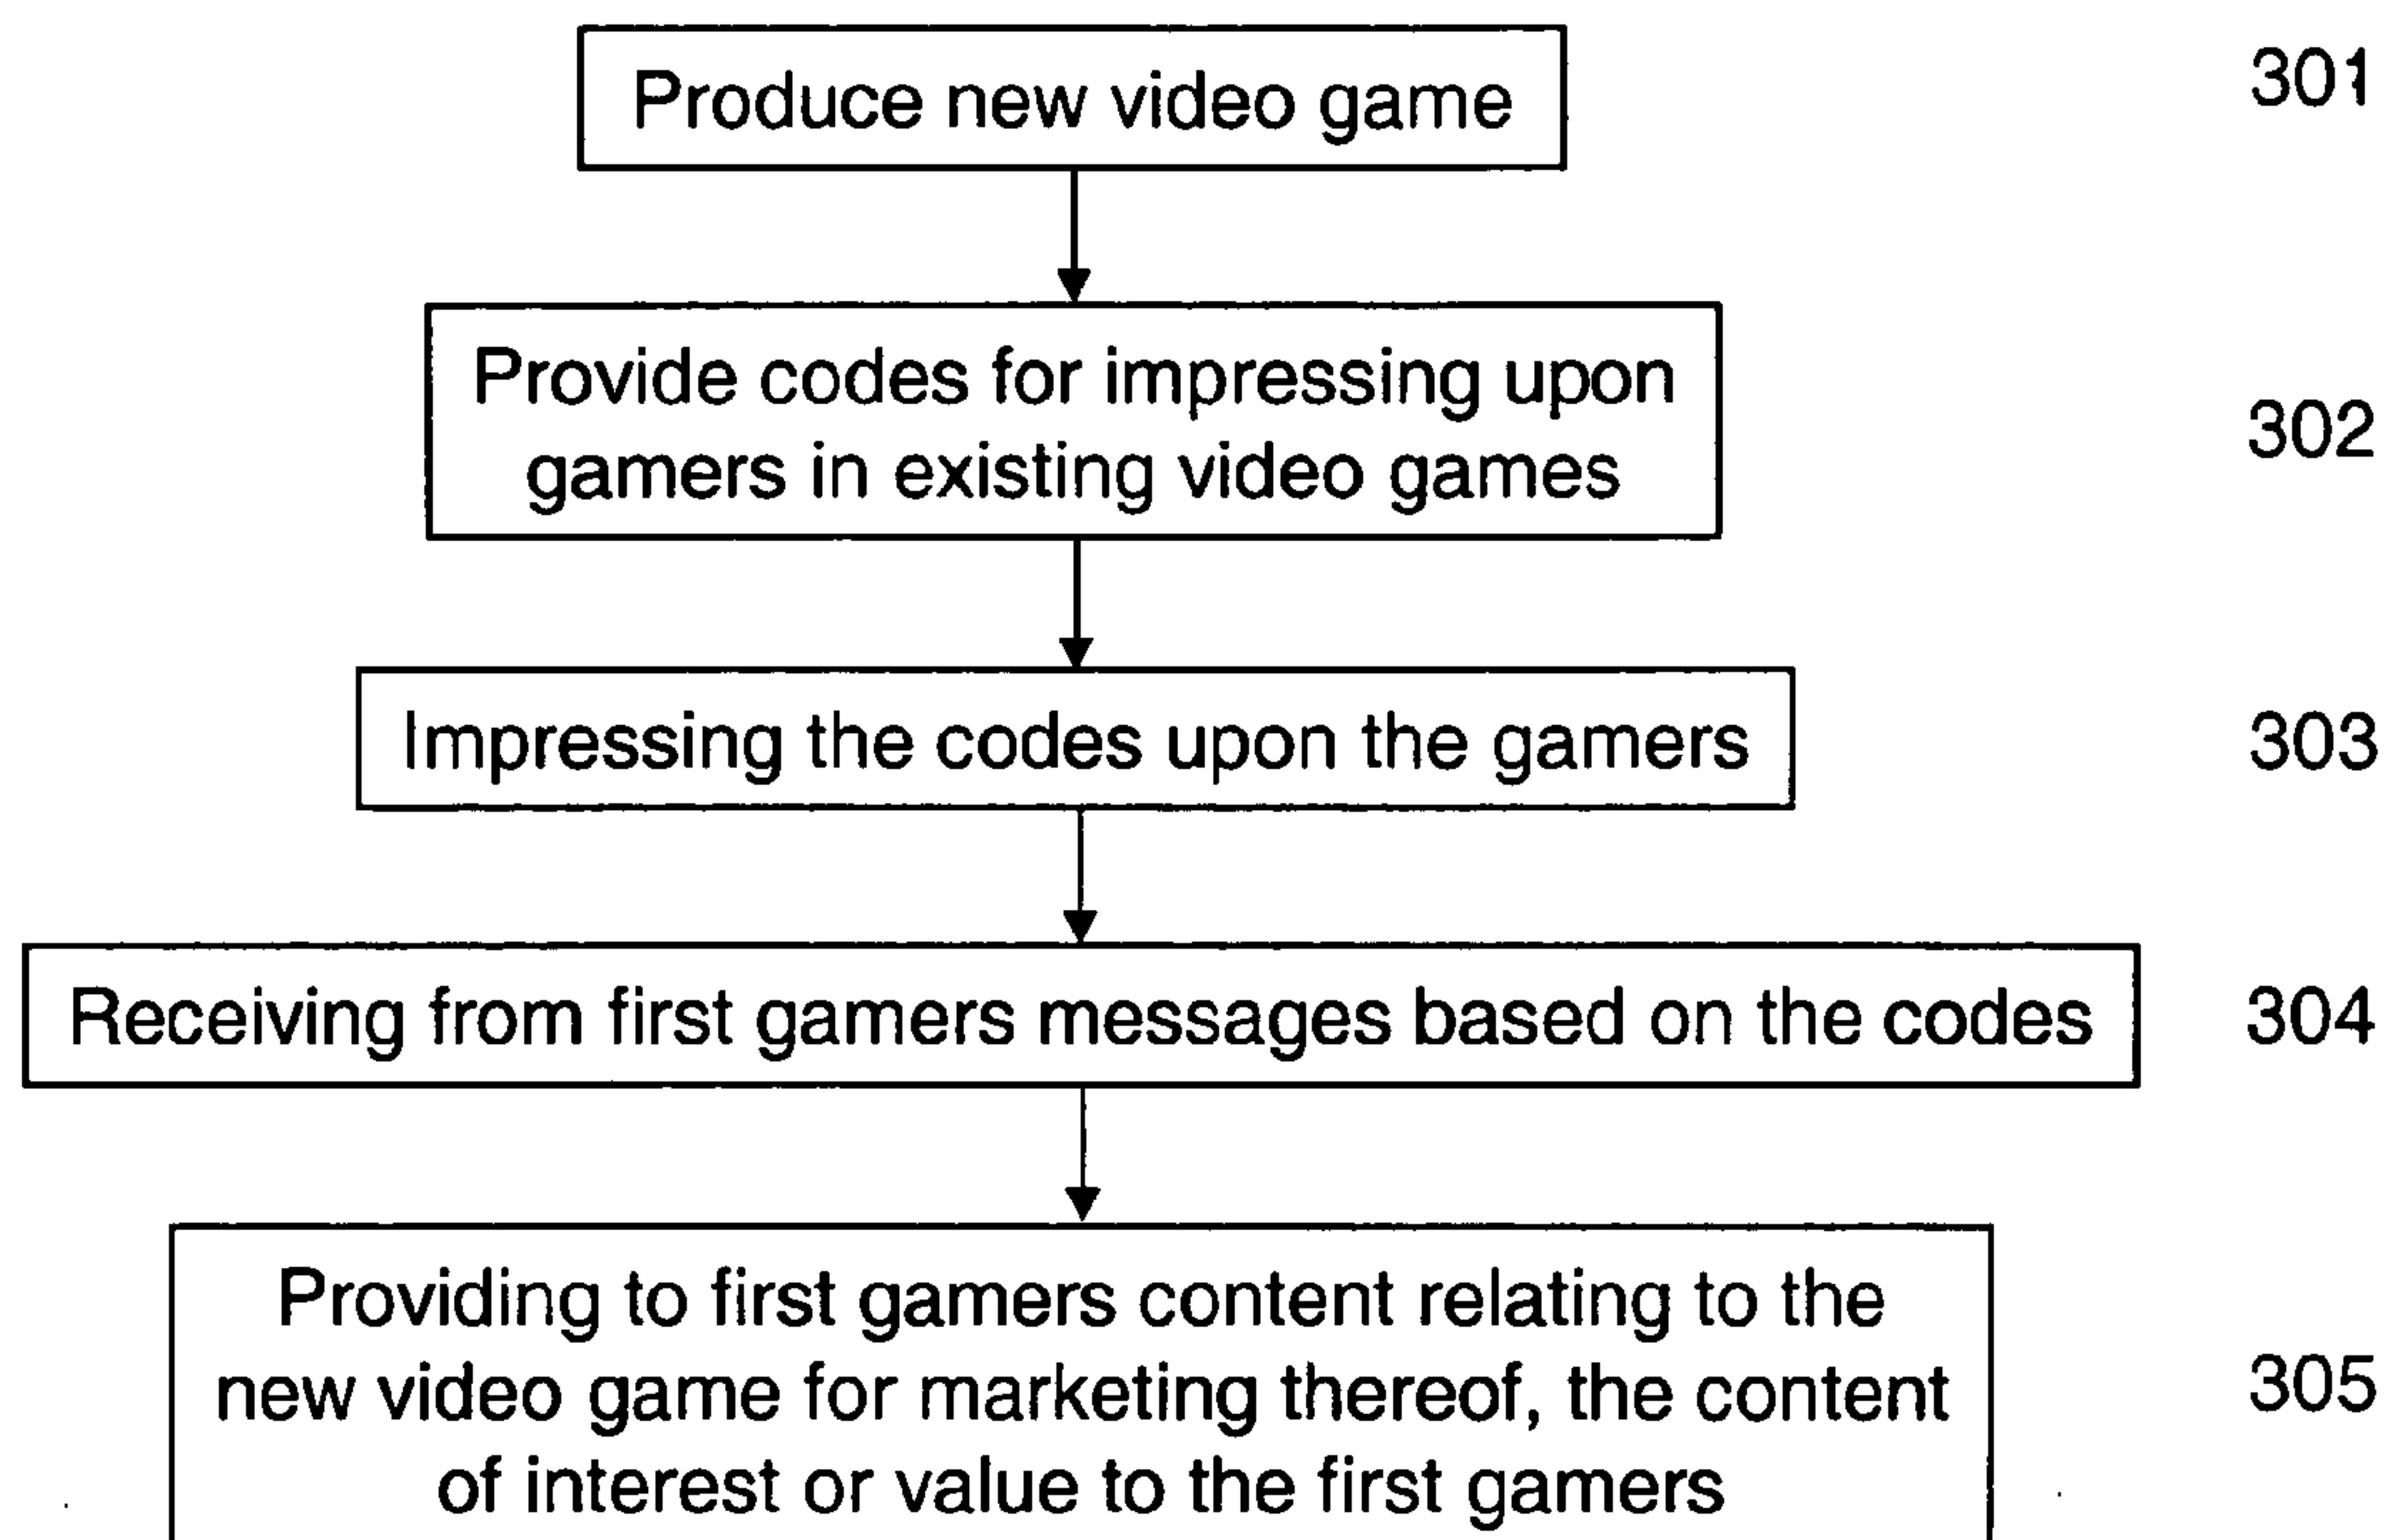 Produce new video game
301
Provide codes for impressing upon
gamers in existing video games
302
Impressing the codes upon the gamers
303
Receiving from first gamers messages based on the codes
304
Providing to first gamers content relating to the
new video game for marketing thereof, the content
of interest or value to the first gamers
305